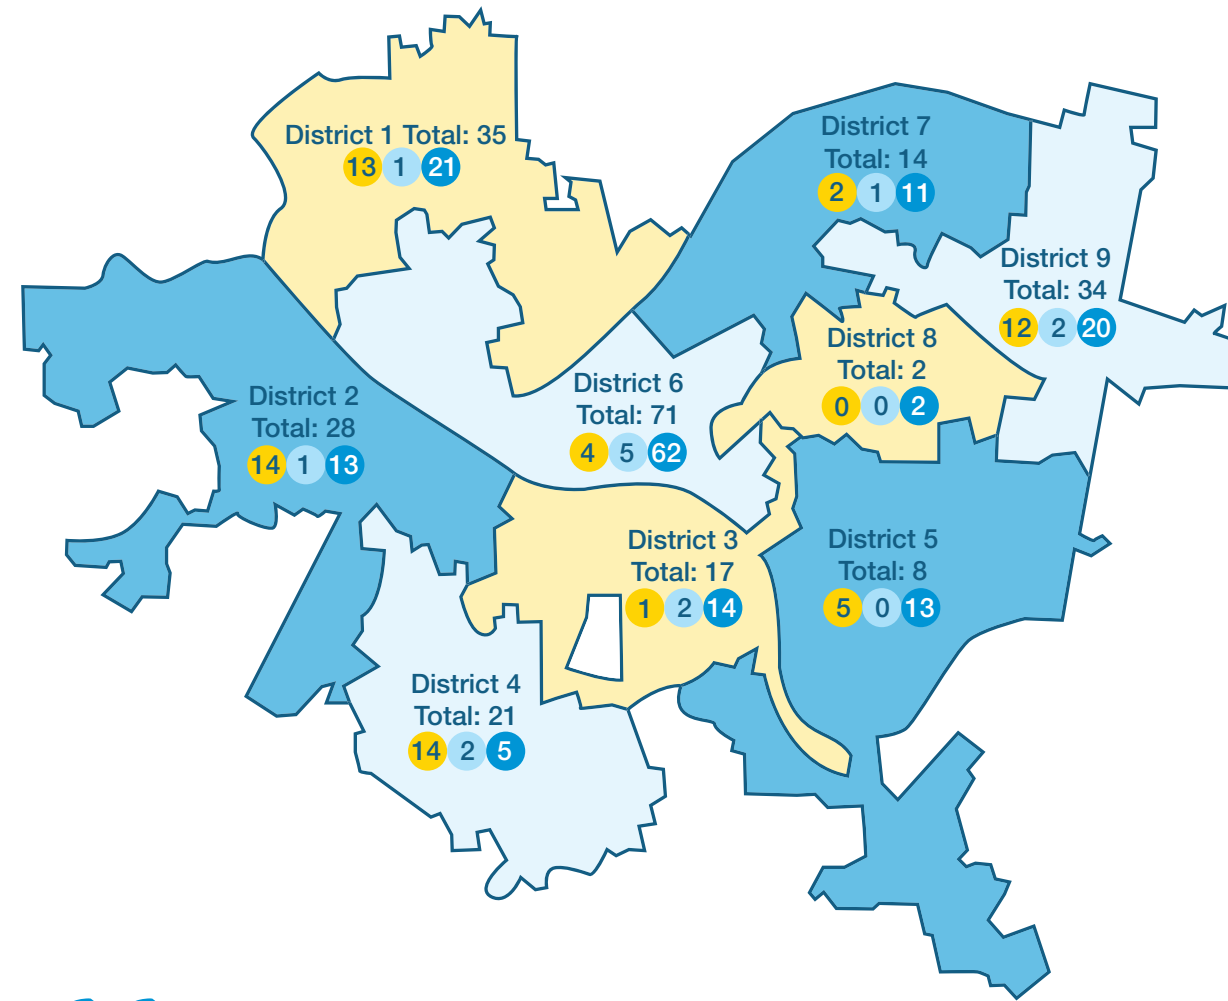 District 1 Total: 35
13 1 21
District 7
Total: 14
2 1 11
District 9
Total: 34
12 2 20
District 8
Total: 2
0 0 2
District 6
Total: 71
4 5 62
District 2
Total: 28
14 1 13
District 3
Total: 17
1 2 14
District 5
Total: 8
5 0 13
District 4
Total: 21
14 2 5